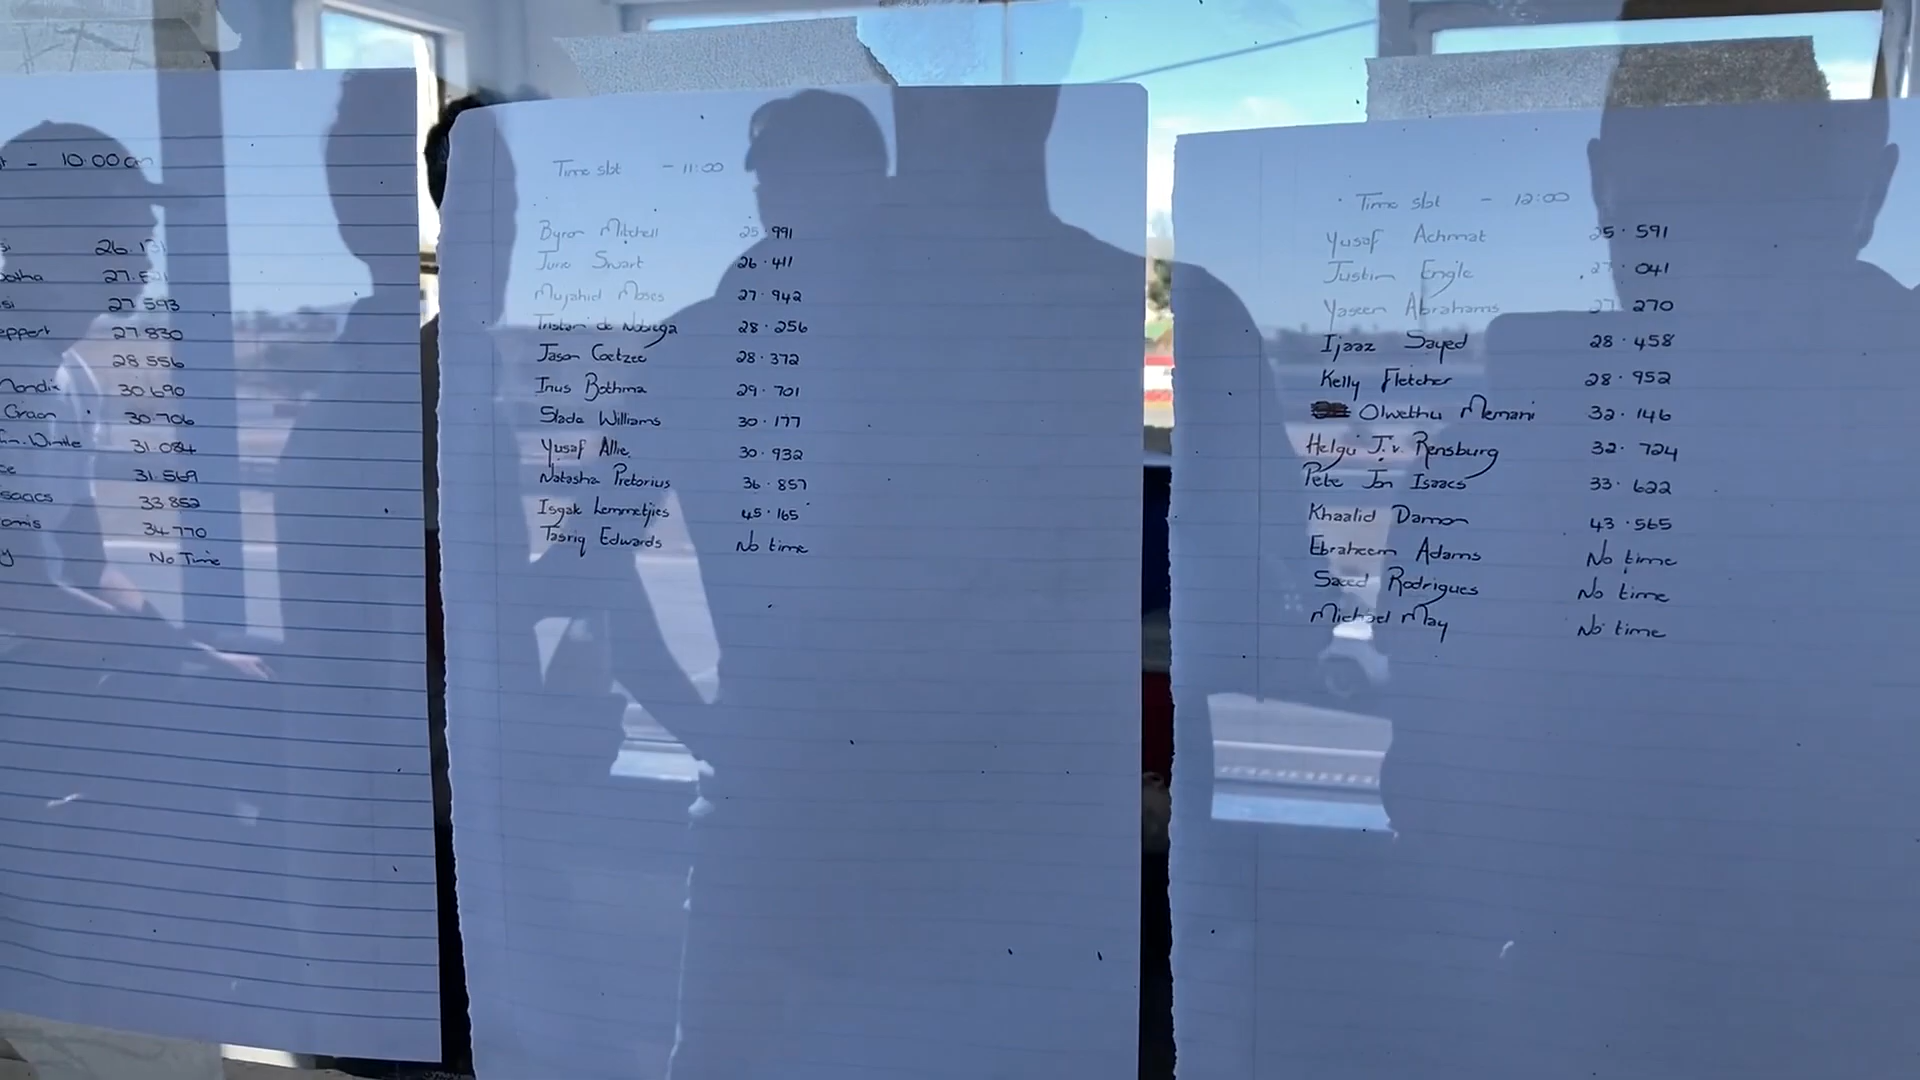 - 10:00am
26.131
27.
27.593
27.830
28.556
30.690
30.706
31.084
31.569
Isaacs 33.852
34.770
No Time
Time slot - 11:00
Byron Mitchell 25.991
June Swart 26.411
Mujahid Moses 27.942
Tristan de Nobrega 28.256
Jason Coetzee 28.372
Inus Bothma 29.701
Slade Williams 30.177
Yusaf Allie 30.932
Natasha Pretorius 36.857
Isgak Lemmetjies 45.165
Tasriq Edwards No time
Time slot - 12:00
Yusaf Achmat 25.591
Justin Engle 27.041
Yaseen Abrahams 27.270
Ijaaz Sayed 28.458
Kelly Fletcher 28.952
Olwethu Memani 32.146
Helgu J.v. Rensburg 32.724
Pete Jon Isaacs 33.622
Khaalid Damon 43.565
Ebraheem Adams No time
Saeed Rodrigues No time
Michael May No time